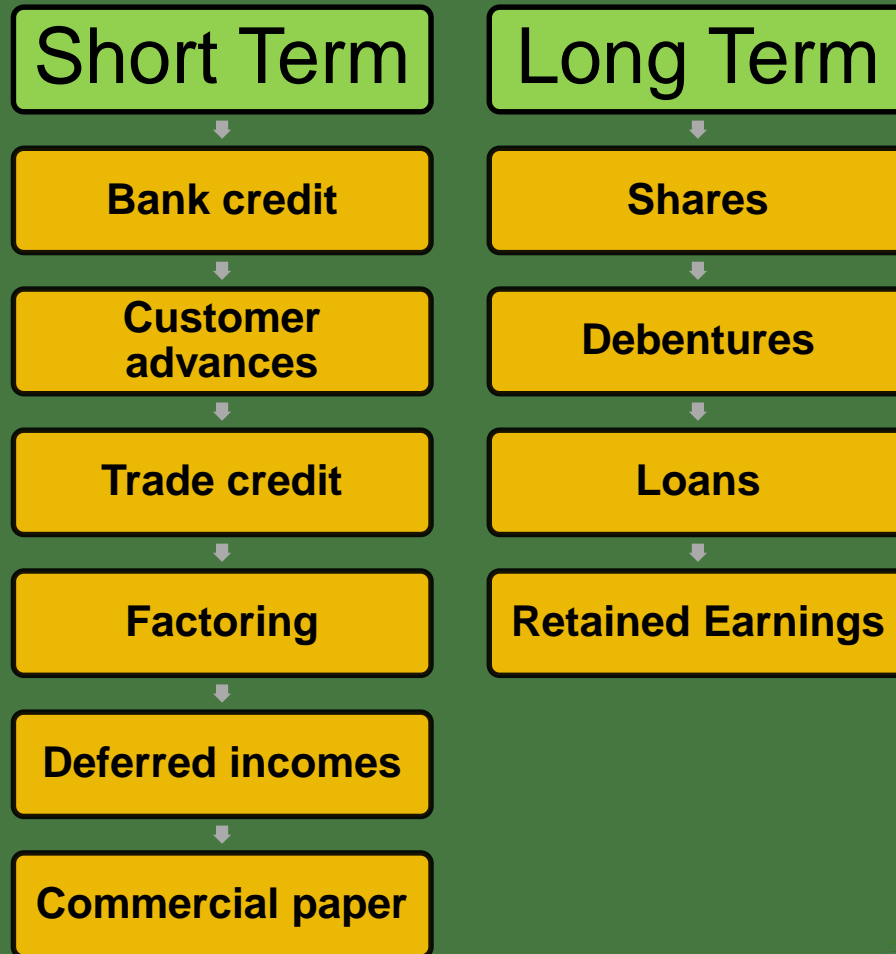 Short Term
Bank credit
Customer
advances
Trade credit
Factoring
Deferred incomes
Commercial paper
Long Term
Shares
Debentures
Loans
Retained Earnings